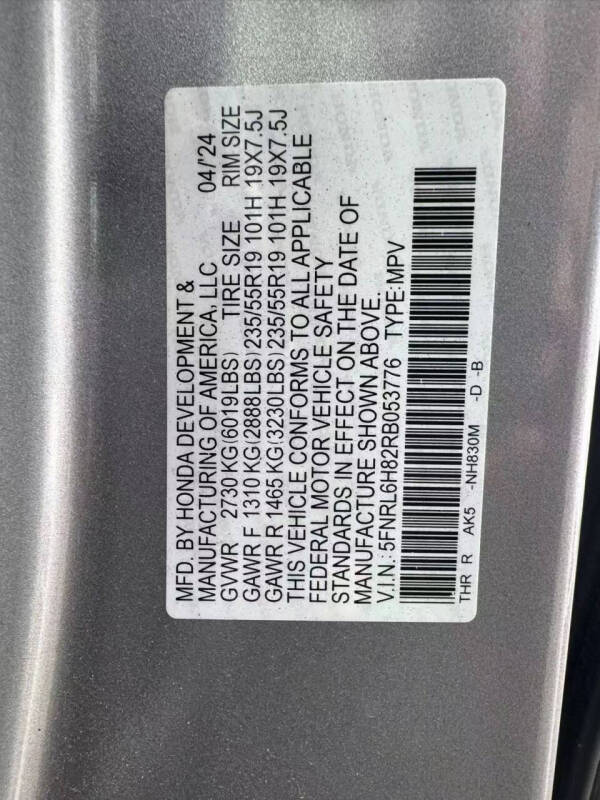 MFD. BY HONDA DEVELOPMENT &
MANUFACTURING OF AMERICA, LLC 04/'24
GVWR 2730 KG(6019LBS) TIRE SIZE RIM SIZE
GAWR F 1310 KG(2888LBS)235/55R19 101H 19X7.5J
GAWR R 1465 KG(3230LBS)235/55R19 101H 19X7.5J
THIS VEHICLE CONFORMS TO ALL APPLICABLE
FEDERAL MOTOR VEHICLE SAFETY
STANDARDS IN EFFECT ON THE DATE OF
MANUFACTURE SHOWN ABOVE.
V.I.N.: 5FNRL6H82RB053776 TYPE:MPV
THR R AK5 -NH830M -D -B